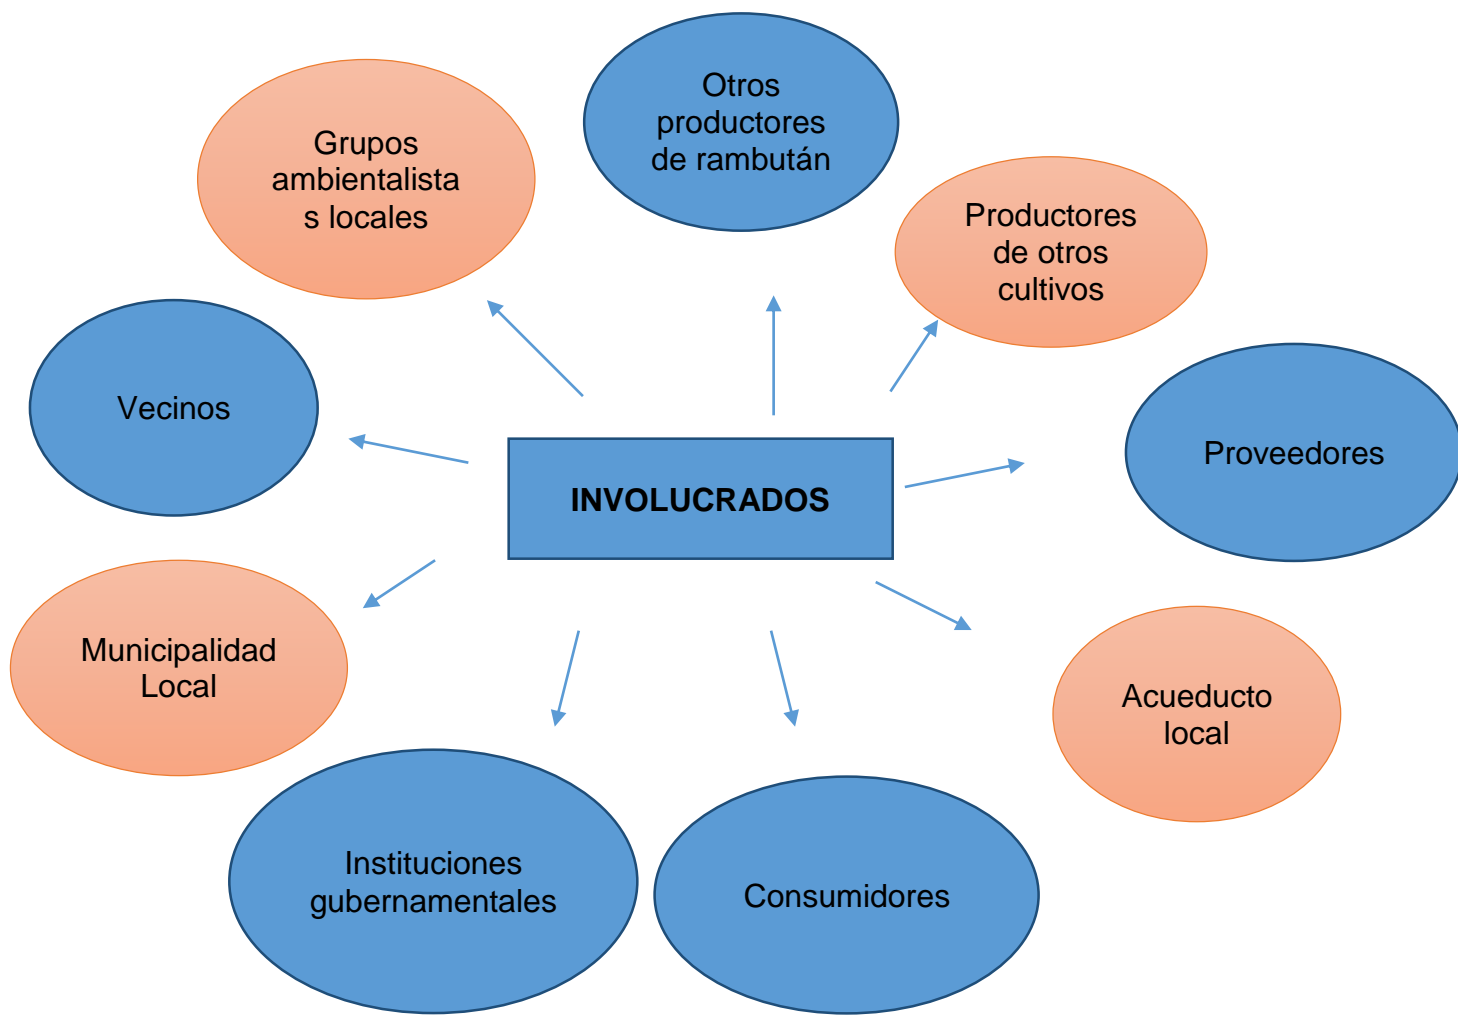 Otros
productores
de rambután
Grupos
ambientalista
s locales
Productores
de otros
cultivos
Vecinos
Proveedores
INVOLUCRADOS
Municipalidad
Local
Acueducto
local
Instituciones
gubernamentales
Consumidores